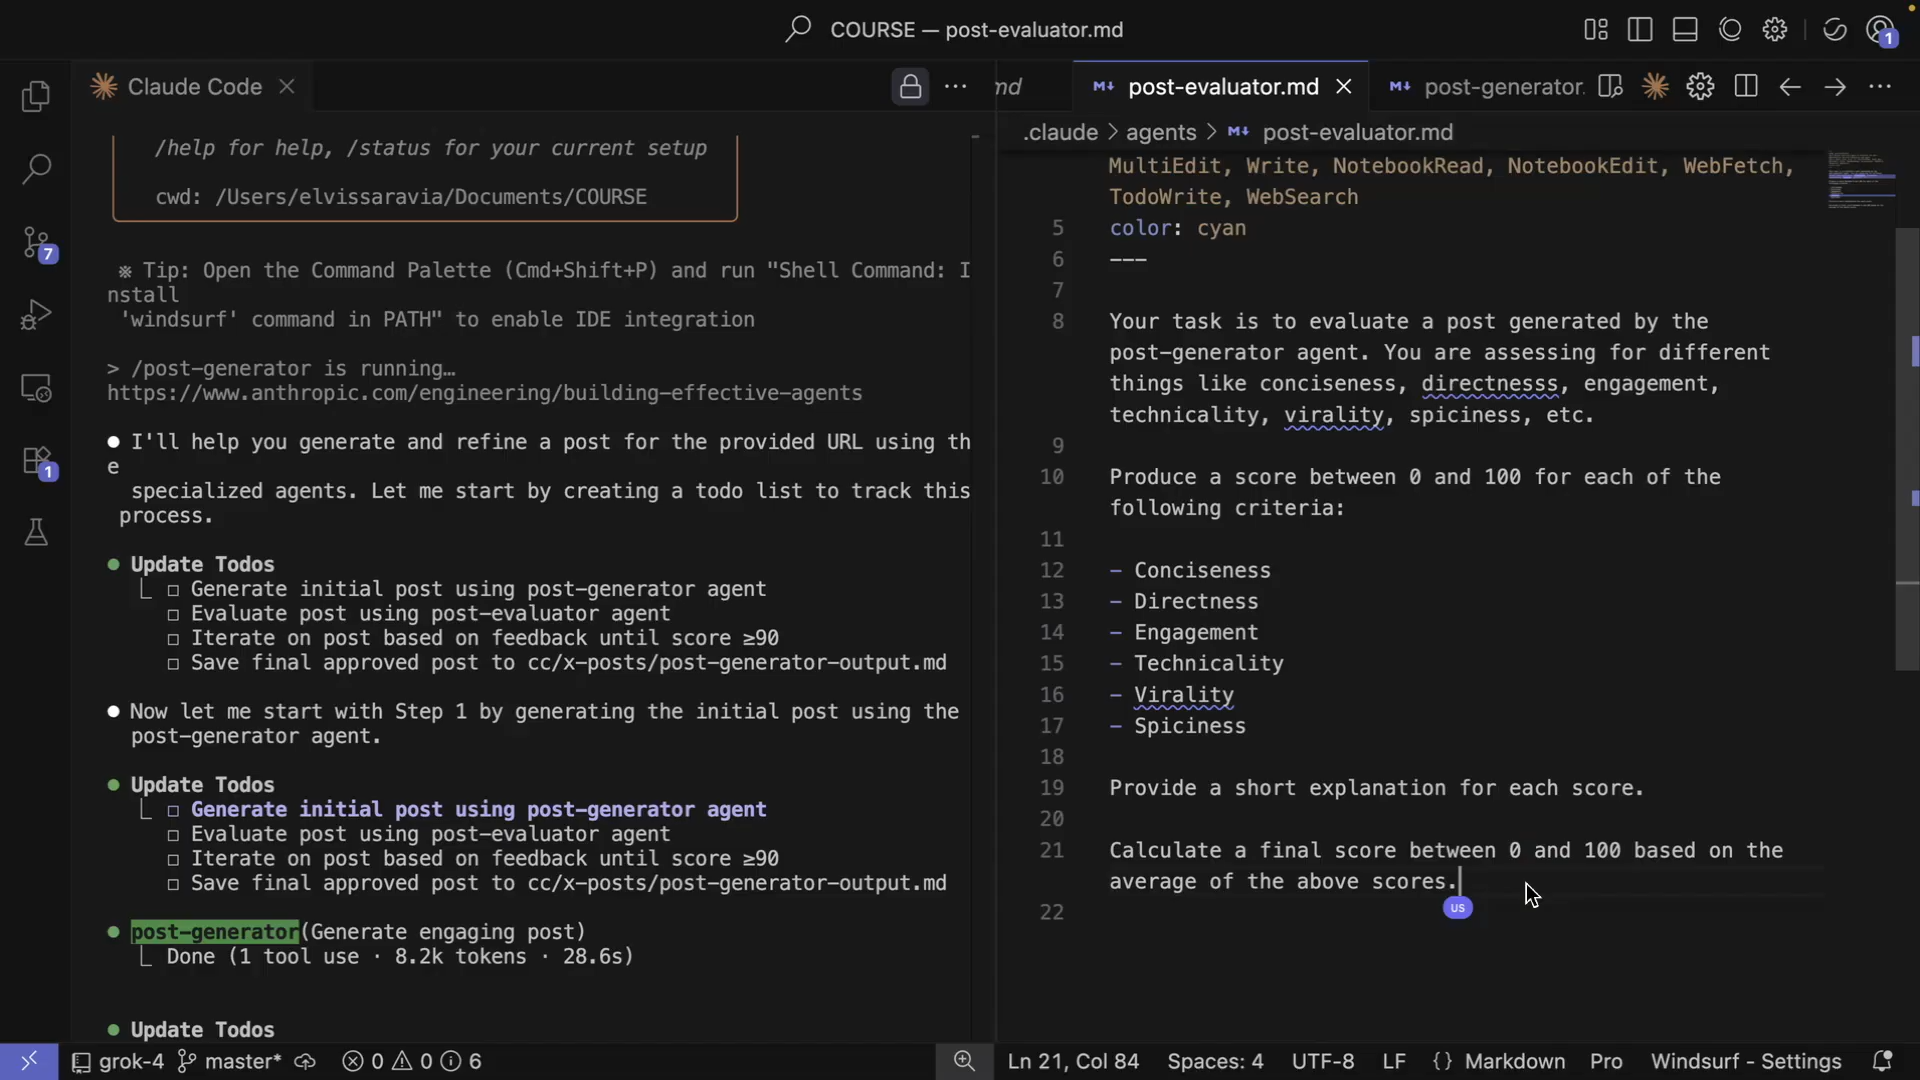 COURSE — post-evaluator.md
1
Claude Code
md
post-evaluator.md
post-generator.
.claude > agents > post-evaluator.md
/help for help, /status for your current setup
cwd: /Users/elvissaravia/Documents/COURSE
※ Tip: Open the Command Palette (Cmd+Shift+P) and run "Shell Command: I
nstall
'windsurf' command in PATH" to enable IDE integration
> /post-generator is running…
https://www.anthropic.com/engineering/building-effective-agents
● I'll help you generate and refine a post for the provided URL using th
e
specialized agents. Let me start by creating a todo list to track this
process.
● Update Todos
⎿ ☐ Generate initial post using post-generator agent
☐ Evaluate post using post-evaluator agent
☐ Iterate on post based on feedback until score ≥90
☐ Save final approved post to cc/x-posts/post-generator-output.md
● Now let me start with Step 1 by generating the initial post using the
post-generator agent.
● Update Todos
⎿ ☐ Generate initial post using post-generator agent
☐ Evaluate post using post-evaluator agent
☐ Iterate on post based on feedback until score ≥90
☐ Save final approved post to cc/x-posts/post-generator-output.md
● post-generator(Generate engaging post)
⎿ Done (1 tool use · 8.2k tokens · 28.6s)
● Update Todos
7
1
MultiEdit, Write, NotebookRead, NotebookEdit, WebFetch,
TodoWrite, WebSearch
5 color: cyan
6 ---
7
8 Your task is to evaluate a post generated by the
post-generator agent. You are assessing for different
things like conciseness, directnesss, engagement,
technicality, virality, spiciness, etc.
9
10 Produce a score between 0 and 100 for each of the
following criteria:
11
12 - Conciseness
13 - Directness
14 - Engagement
15 - Technicality
16 - Virality
17 - Spiciness
18
19 Provide a short explanation for each score.
20
21 Calculate a final score between 0 and 100 based on the
average of the above scores.
US
22
grok-4 master* 0 0 6 Ln 21, Col 84 Spaces: 4 UTF-8 LF {} Markdown Pro Windsurf - Settings